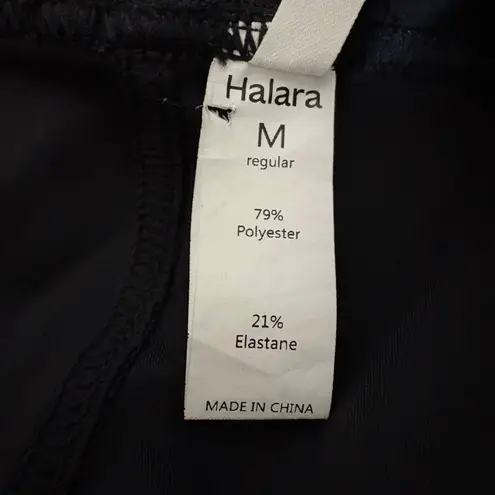 Halara
M
regular
79%
Polyester
21%
Elastane
MADE IN CHINA